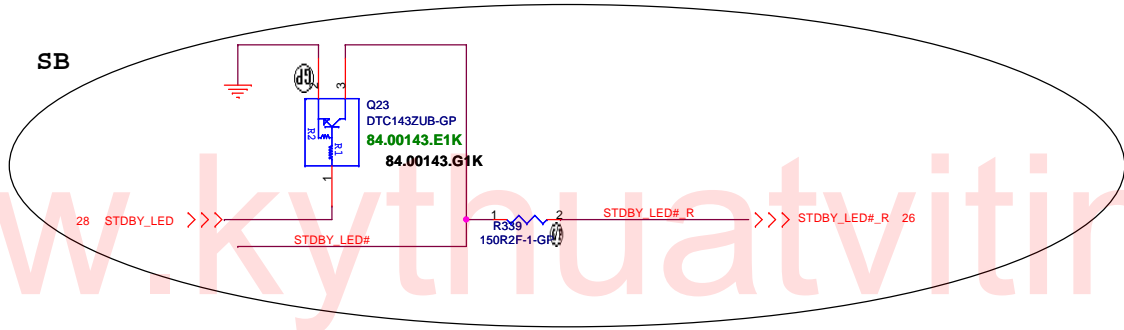 SB
GP
2
3
Q23
DTC143ZUB-GP
84.00143.E1K
84.00143.G1K
R2
R1
1
28 STDBY_LED
STDBY_LED#
1
2
R339
150R2F-1-GP
STDBY_LED#_R
STDBY_LED#_R 26
w.kythuatvitin